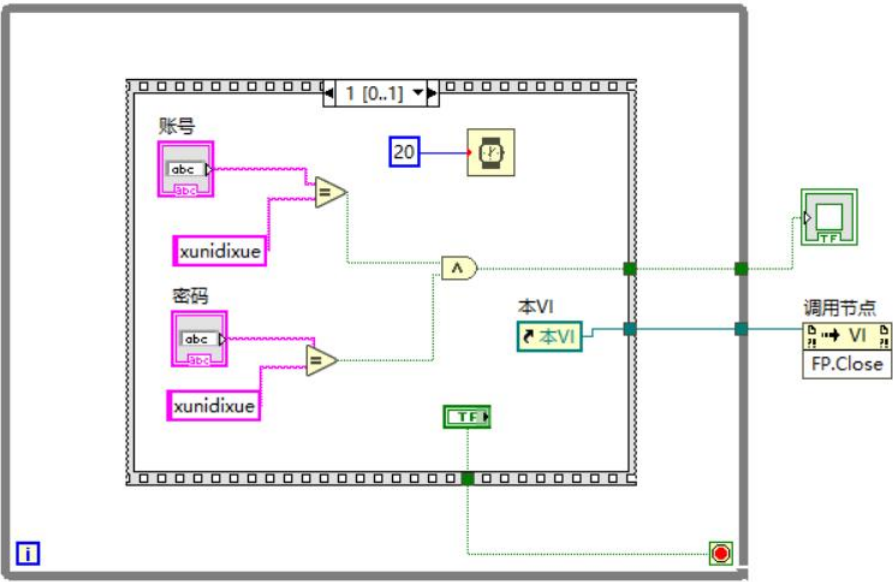 1 [0..1]
账号
abc
abc
20
=
xunidixue
TF
∧
密码
本VI
调用节点
abc
abc
本VI
VI
=
FP.Close
xunidixue
TF
i